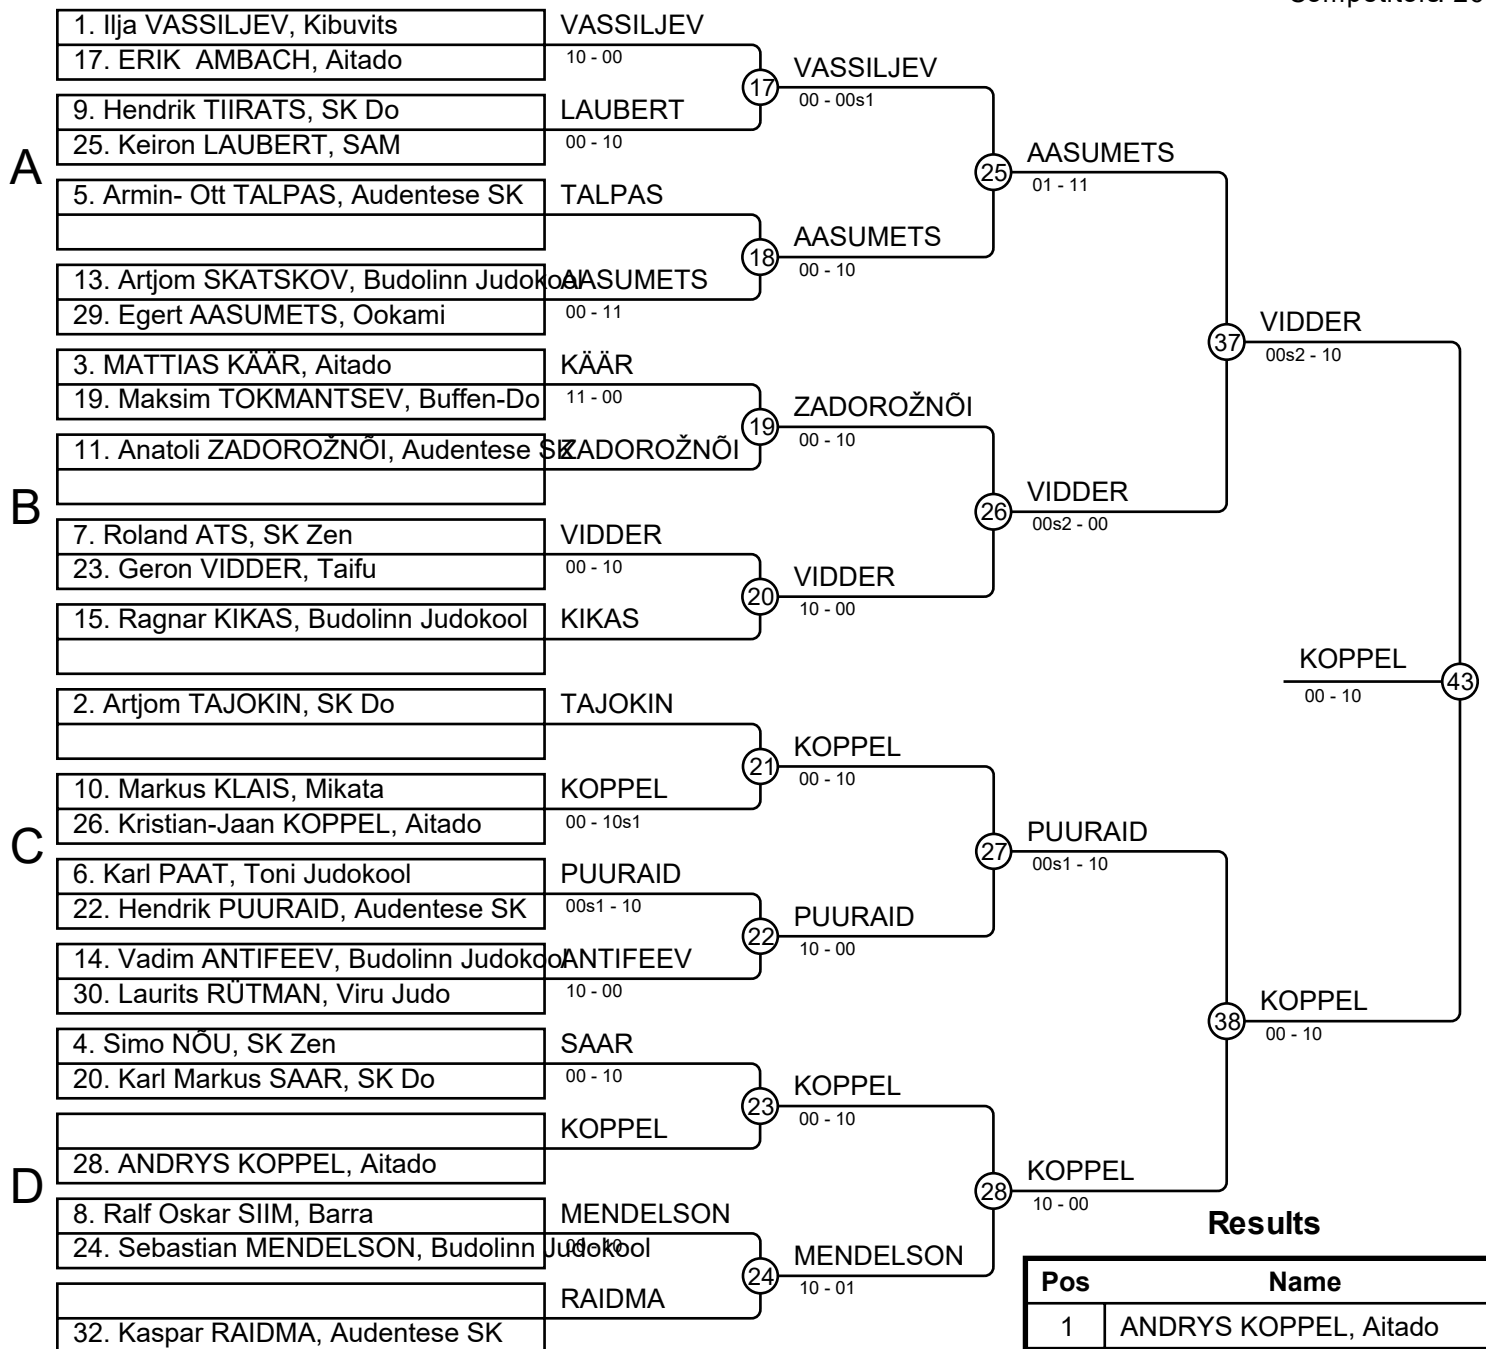 1. Ilja VASSILJEV, Kibuvits
17. ERIK AMBACH, Aitado
VASSILJEV
10 - 00
9. Hendrik TIIRATS, SK Do
25. Keiron LAUBERT, SAM
LAUBERT
00 - 10
17
VASSILJEV
00 - 00s1
A
5. Armin- Ott TALPAS, Audentese SK
TALPAS
13. Artjom SKATSKOV, Budolinn Judokool
29. Egert AASUMETS, Ookami
AASUMETS
00 - 11
18
AASUMETS
00 - 10
25
AASUMETS
01 - 11
3. MATTIAS KÄÄR, Aitado
19. Maksim TOKMANTSEV, Buffen-Do
KÄÄR
11 - 00
11. Anatoli ZADOROŽNÕI, Audentese SK
ZADOROŽNÕI
19
ZADOROŽNÕI
00 - 10
B
7. Roland ATS, SK Zen
23. Geron VIDDER, Taifu
VIDDER
00 - 10
15. Ragnar KIKAS, Budolinn Judokool
KIKAS
20
VIDDER
10 - 00
26
VIDDER
00s2 - 00
37
VIDDER
00s2 - 10
2. Artjom TAJOKIN, SK Do
TAJOKIN
10. Markus KLAIS, Mikata
26. Kristian-Jaan KOPPEL, Aitado
KOPPEL
00 - 10s1
21
KOPPEL
00 - 10
C
6. Karl PAAT, Toni Judokool
22. Hendrik PUURAID, Audentese SK
PUURAID
00s1 - 10
14. Vadim ANTIFEEV, Budolinn Judokool
30. Laurits RÜTMAN, Viru Judo
ANTIFEEV
10 - 00
22
PUURAID
10 - 00
27
PUURAID
00s1 - 10
4. Simo NÕU, SK Zen
20. Karl Markus SAAR, SK Do
SAAR
00 - 10
28. ANDRYS KOPPEL, Aitado
KOPPEL
23
KOPPEL
00 - 10
D
8. Ralf Oskar SIIM, Barra
24. Sebastian MENDELSON, Budolinn Judokool
MENDELSON
00 - 10
32. Kaspar RAIDMA, Audentese SK
RAIDMA
24
MENDELSON
10 - 01
28
KOPPEL
10 - 00
38
KOPPEL
00 - 10
43
KOPPEL
00 - 10
Results
Pos Name
1 ANDRYS KOPPEL, Aitado